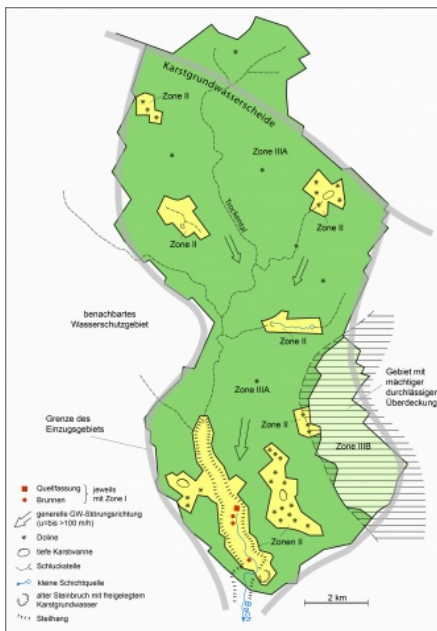 Karstgrundwasserscheide
Zone II
Zone IIIA
Trockental
Zone II
Zone II
benachbartes
Wasserschutzgebiet
Zone II
Gebiet mit
mächtiger
durchlässiger
Überdeckung
Zone IIIA
Grenze des
Einzugsgebiets
Zone II
Zone IIIB
Quellfassung
Brunnen
jeweils
mit Zone I
generelle GW-Störungsrichtung
(u=bis >100 m/h)
Doline
tiefe Karstwanne
Schluckstelle
kleine Schichtquelle
alter Steinbruch mit freigelegtem
Karstgrundwasser
Steilhang
Zonen II
Bach
2 km